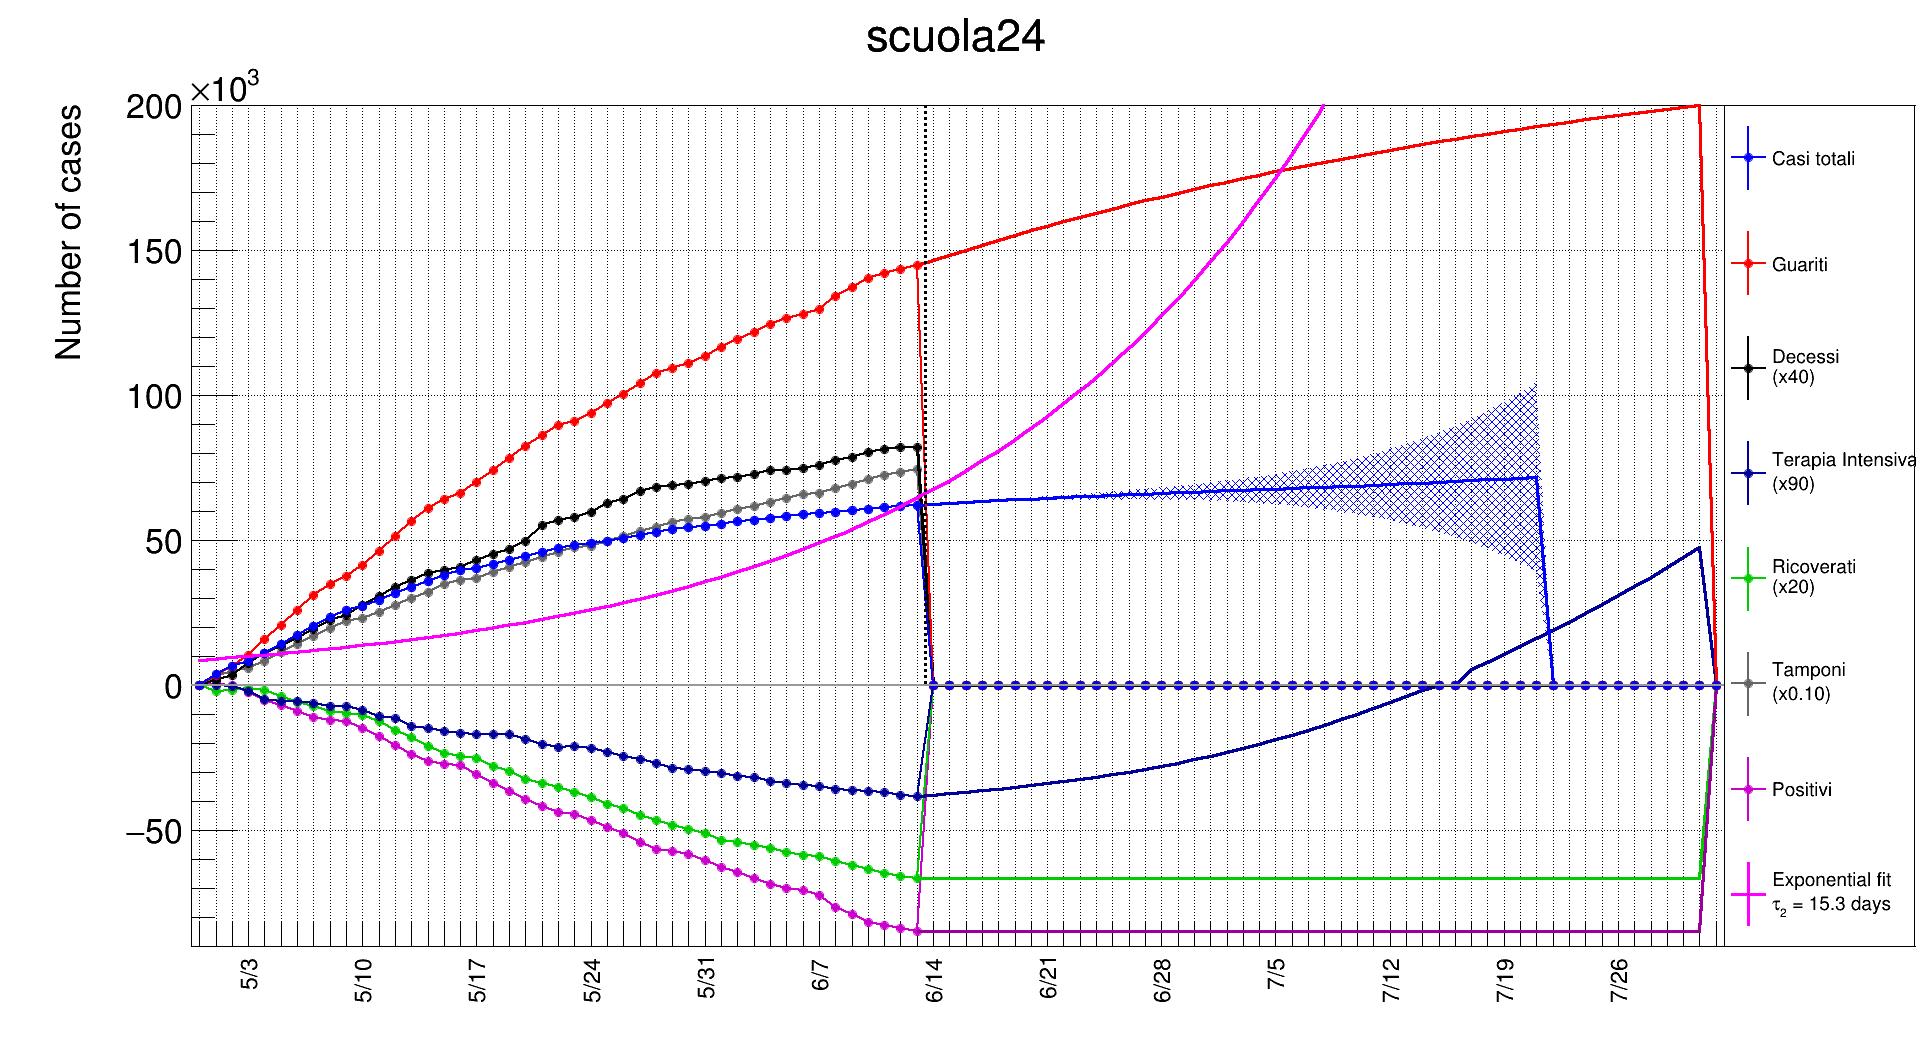 scuola24
×10³
Number of cases
200
150
100
50
0
−50
5/3
5/10
5/17
5/24
5/31
6/7
6/14
6/21
6/28
7/5
7/12
7/19
7/26
Casi totali
Guariti
Decessi
(x40)
Terapia Intensiva
(x90)
Ricoverati
(x20)
Tamponi
(x0.10)
Positivi
Exponential fit
τ₂ = 15.3 days